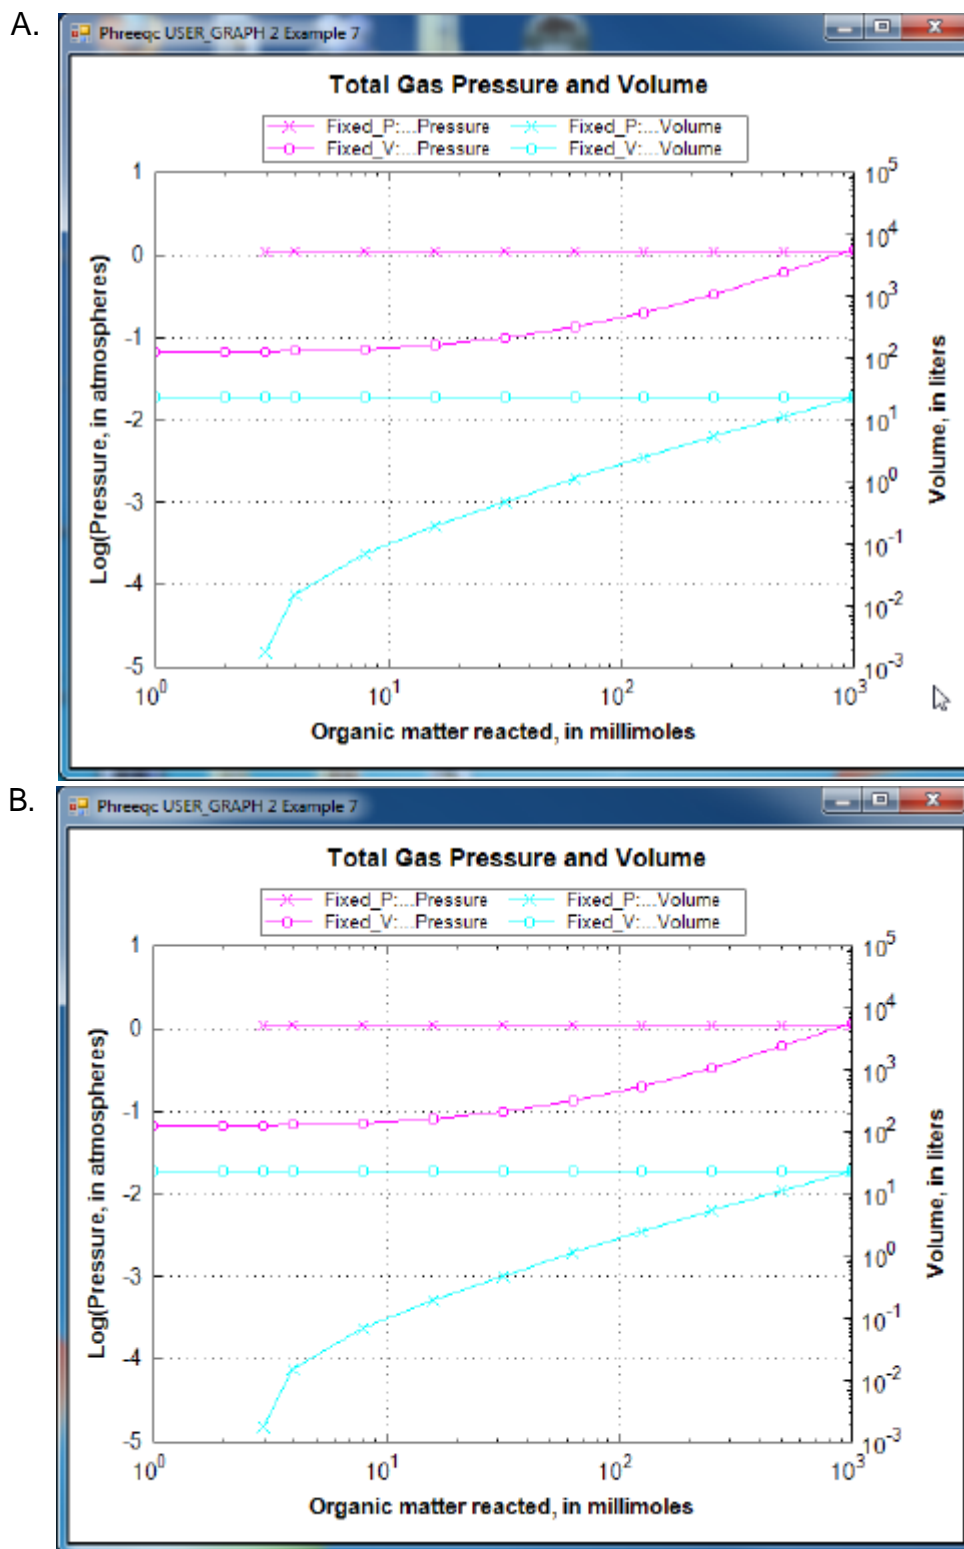 A.
Phreeqc USER_GRAPH 2 Example 7
Total Gas Pressure and Volume
Fixed_P:...Pressure Fixed_P:...Volume
Fixed_V:...Pressure Fixed_V:...Volume
1
0
-1
-2
-3
-4
-5
Log(Pressure, in atmospheres)
10^5
10^4
10^3
10^2
10^1
10^0
10^-1
10^-2
10^-3
Volume, in liters
10^0 10^1 10^2 10^3
Organic matter reacted, in millimoles
B.
Phreeqc USER_GRAPH 2 Example 7
Total Gas Pressure and Volume
Fixed_P:...Pressure Fixed_P:...Volume
Fixed_V:...Pressure Fixed_V:...Volume
1
0
-1
-2
-3
-4
-5
Log(Pressure, in atmospheres)
10^5
10^4
10^3
10^2
10^1
10^0
10^-1
10^-2
10^-3
Volume, in liters
10^0 10^1 10^2 10^3
Organic matter reacted, in millimoles